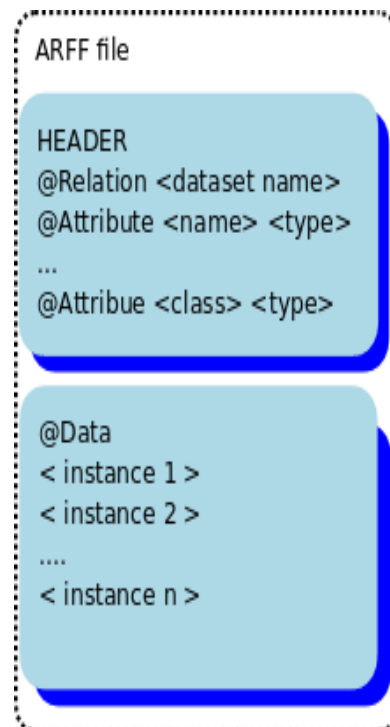 ARFF file
HEADER
@Relation <dataset name>
@Attribute <name> <type>
...
@Attribue <class> <type>
@Data
< instance 1 >
< instance 2 >
....
< instance n >